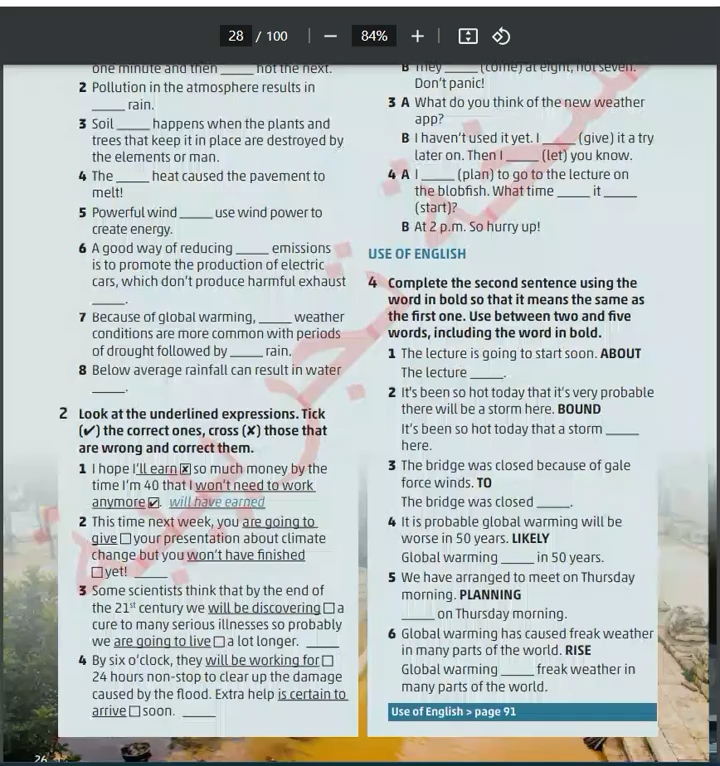 28 / 100
84%
one minute and then _____ hot the next.
2 Pollution in the atmosphere results in
_____ rain.
3 Soil _____ happens when the plants and
trees that keep it in place are destroyed by
the elements or man.
4 The _____ heat caused the pavement to
melt!
5 Powerful wind _____ use wind power to
create energy.
6 A good way of reducing _____ emissions
is to promote the production of electric
cars, which don't produce harmful exhaust
_____.
7 Because of global warming, _____ weather
conditions are more common with periods
of drought followed by _____ rain.
8 Below average rainfall can result in water
_____.
2 Look at the underlined expressions. Tick
(✔) the correct ones, cross (✘) those that
are wrong and correct them.
1 I hope I'll earn ☒ so much money by the
time I'm 40 that I won't need to work
anymore ☑. will have earned
2 This time next week, you are going to
give ☐ your presentation about climate
change but you won't have finished
☐ yet! _____
3 Some scientists think that by the end of
the 21st century we will be discovering ☐ a
cure to many serious illnesses so probably
we are going to live ☐ a lot longer. _____
4 By six o'clock, they will be working for ☐
24 hours non-stop to clear up the damage
caused by the flood. Extra help is certain to
arrive ☐ soon. _____
26
B They _____ (come) at eight, not seven.
Don't panic!
3 A What do you think of the new weather
app?
B I haven't used it yet. I _____ (give) it a try
later on. Then I _____ (let) you know.
4 A I _____ (plan) to go to the lecture on
the blobfish. What time _____ it _____
(start)?
B At 2 p.m. So hurry up!
USE OF ENGLISH
4 Complete the second sentence using the
word in bold so that it means the same as
the first one. Use between two and five
words, including the word in bold.
1 The lecture is going to start soon. ABOUT
The lecture _____.
2 It's been so hot today that it's very probable
there will be a storm here. BOUND
It's been so hot today that a storm _____
here.
3 The bridge was closed because of gale
force winds. TO
The bridge was closed _____.
4 It is probable global warming will be
worse in 50 years. LIKELY
Global warming _____ in 50 years.
5 We have arranged to meet on Thursday
morning. PLANNING
_____ on Thursday morning.
6 Global warming has caused freak weather
in many parts of the world. RISE
Global warming _____ freak weather in
many parts of the world.
Use of English > page 91